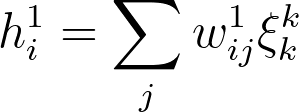 $h_i^1 = \sum_j w_{ij}^1 \xi_k^k$